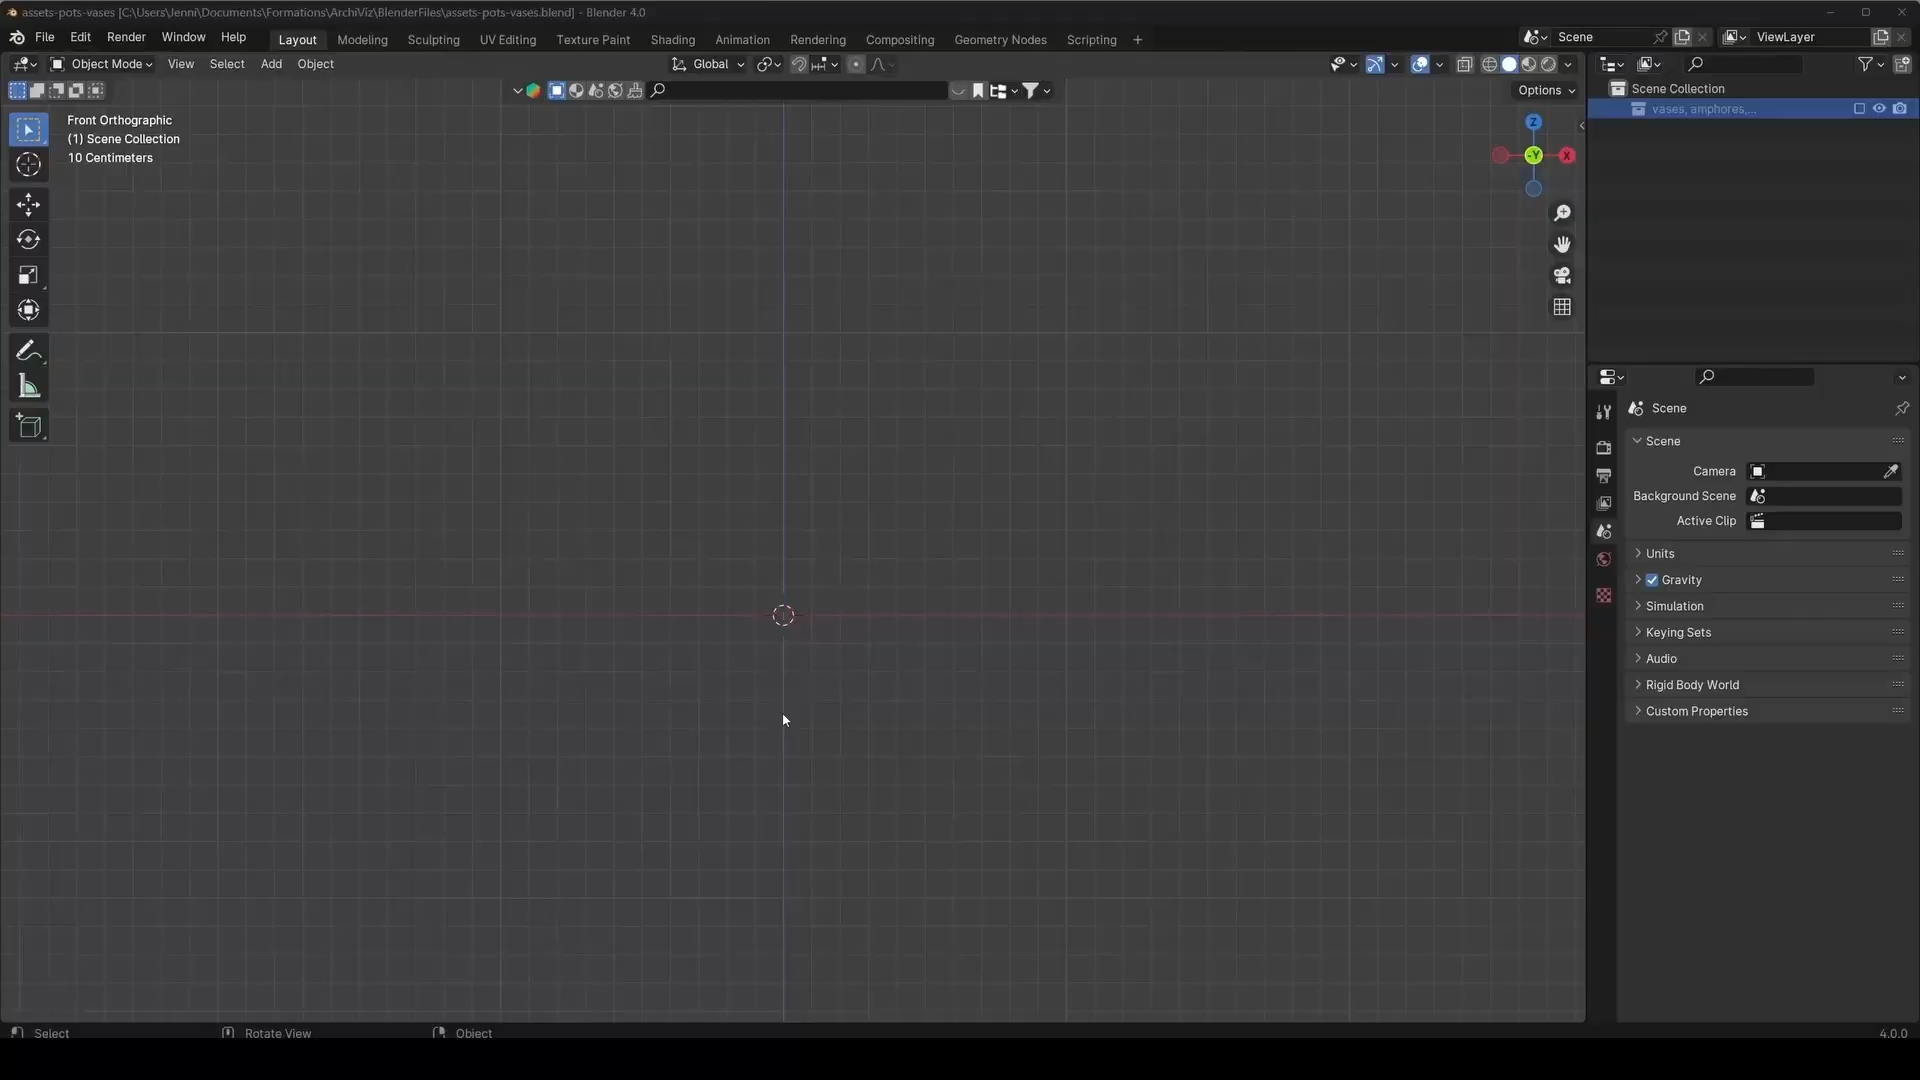 assets-pots-vases [C:\Users\Jenni\Documents\Formations\ArchiViz\BlenderFiles\assets-pots-vases.blend] - Blender 4.0
File Edit Render Window Help Layout Modeling Sculpting UV Editing Texture Paint Shading Animation Rendering Compositing Geometry Nodes Scripting + Scene ViewLayer
Object Mode View Select Add Object Global
Options
Scene Collection
vases, amphores,...
Front Orthographic
(1) Scene Collection
10 Centimeters
Z
-Y X
Scene
Scene
Camera
Background Scene
Active Clip
Units
Gravity
Simulation
Keying Sets
Audio
Rigid Body World
Custom Properties
Select Rotate View Object 4.0.0